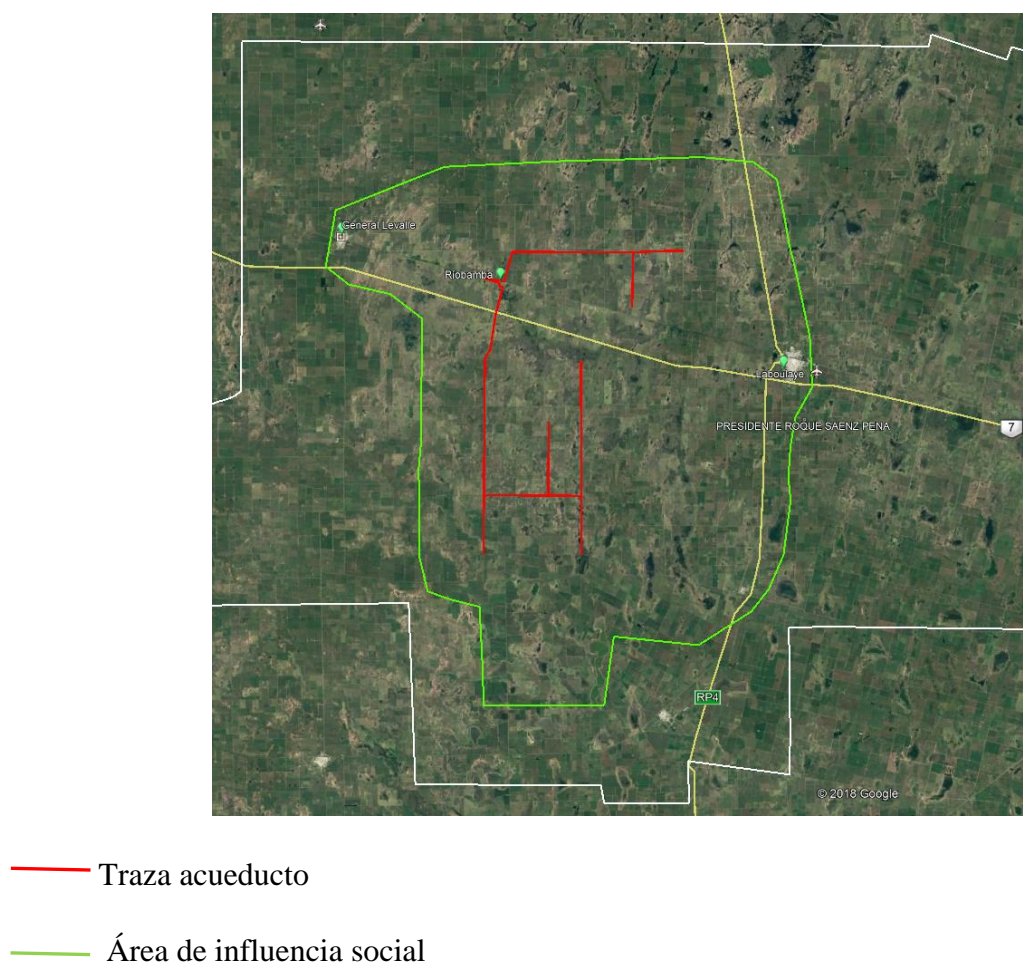 General Levalle
Riobamba
Laboulaye
PRESIDENTE ROQUE SAENZ PEÑA
7
RP4
© 2018 Google
Traza acueducto
Área de influencia social